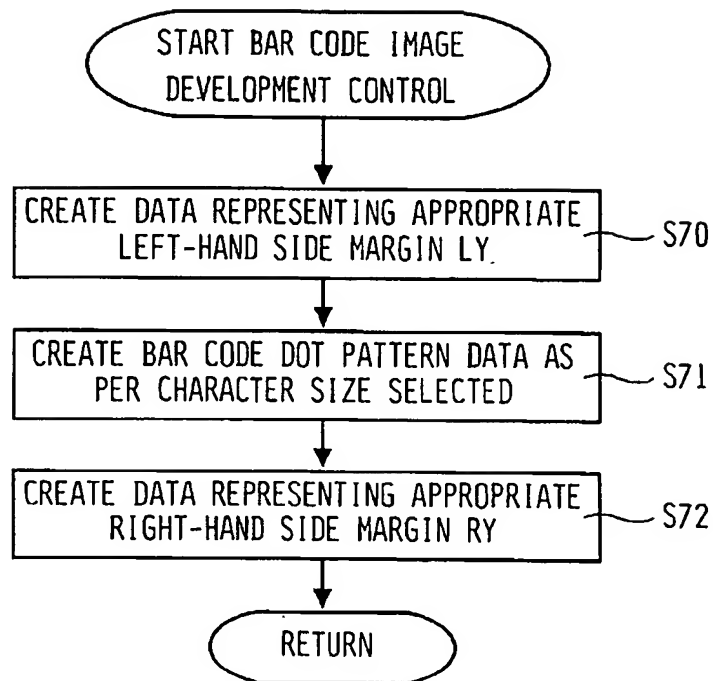 START BAR CODE IMAGE
DEVELOPMENT CONTROL
CREATE DATA REPRESENTING APPROPRIATE
LEFT-HAND SIDE MARGIN LY.
S70
CREATE BAR CODE DOT PATTERN DATA AS
PER CHARACTER SIZE SELECTED
S71
CREATE DATA REPRESENTING APPROPRIATE
RIGHT-HAND SIDE MARGIN RY
S72
RETURN